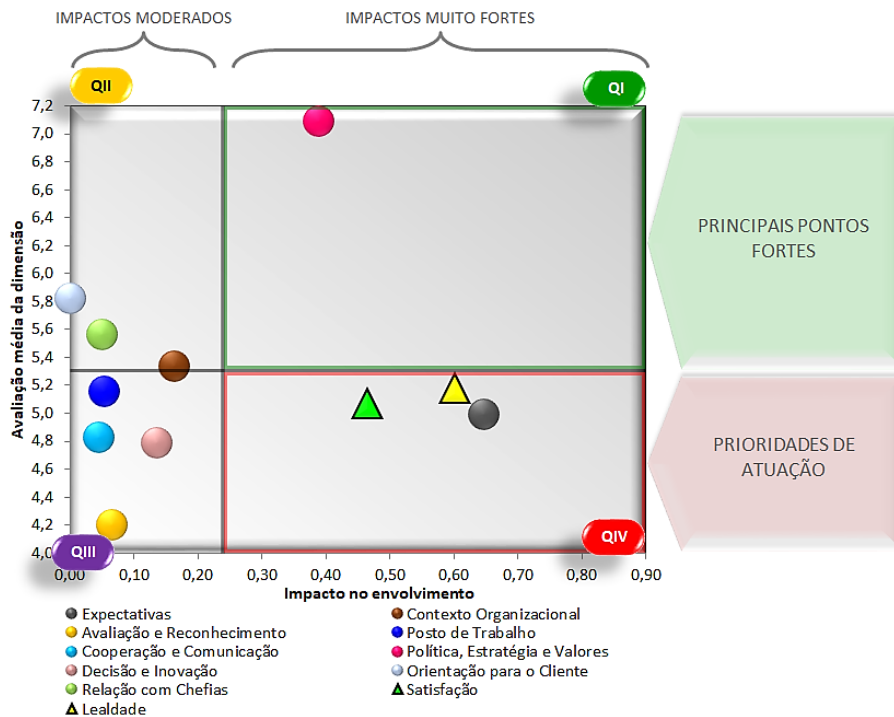 IMPACTOS MODERADOS
IMPACTOS MUITO FORTES
QII
QI
7,2
7,0
6,8
6,6
6,4
6,2
6,0
5,8
5,6
5,4
5,2
5,0
4,8
4,6
4,4
4,2
4,0
Avaliação média da dimensão
PRINCIPAIS PONTOS
FORTES
PRIORIDADES DE
ATUAÇÃO
QIII
QIV
0,00
0,10
0,20
0,30
0,40
0,50
0,60
0,70
0,80
0,90
Impacto no envolvimento
Expectativas
Contexto Organizacional
Avaliação e Reconhecimento
Posto de Trabalho
Cooperação e Comunicação
Política, Estratégia e Valores
Decisão e Inovação
Orientação para o Cliente
Relação com Chefias
Satisfação
Lealdade